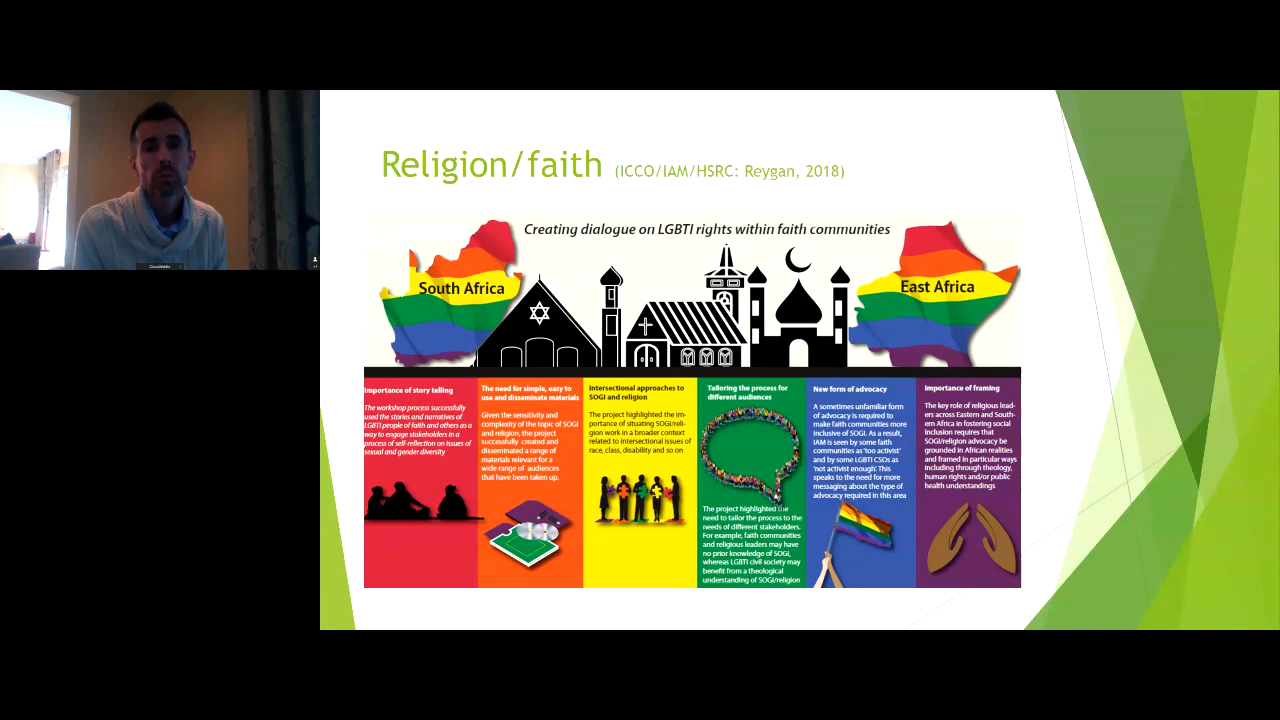 Religion/faith (ICCO/IAM/HSRC: Reygan, 2018)
Creating dialogue on LGBTI rights within faith communities
South Africa
East Africa
Importance of story telling
The workshop process successfully
used the stories and narratives of
LGBTI people of faith and others as a
way to engage stakeholders in a
process of self-reflection on issues of
sexual and gender diversity
The need for simple, easy to
use and disseminate materials
Given the sensitivity and
complexity of the topic of SOGI
and religion, the project
successfully created and
disseminated a range of
materials relevant for a
wide range of audiences
that have been taken up.
Intersectional approaches to
SOGI and religion
The project highlighted the im-
portance of situating SOGI/reli-
gion work in a broader context
related to intersectional issues of
race, class, disability and so on
Tailoring the process for
different audiences
The project highlighted the
need to tailor the process to the
needs of different stakeholders.
For example, faith communities
and religious leaders may have
no prior knowledge of SOGI,
whereas LGBTI civil society may
benefit from a theological
understanding of SOGI/religion
New form of advocacy
A sometimes unfamiliar form
of advocacy is required to
make faith communities more
inclusive of SOGI. As a result,
IAM is seen by some faith
communities as 'too activist'
and by some LGBTI CSOs as
'not activist enough'. This
speaks to the need for more
messaging about the type of
advocacy required in this area
Importance of framing
The key role of religious lead-
ers across Eastern and South-
ern Africa in fostering social
inclusion requires that
SOGI/religion advocacy be
grounded in African realities
and framed in particular ways
including through theology,
human rights and/or public
health understandings